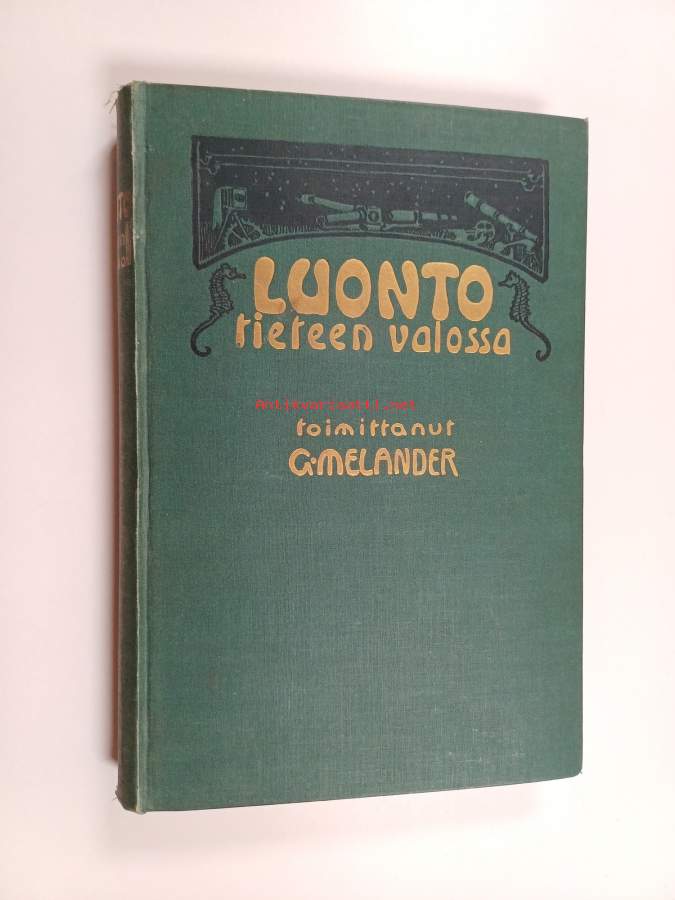 LUONTO
tieteen valossa
Antikvariaatti.net
toimittanut
G. MELANDER